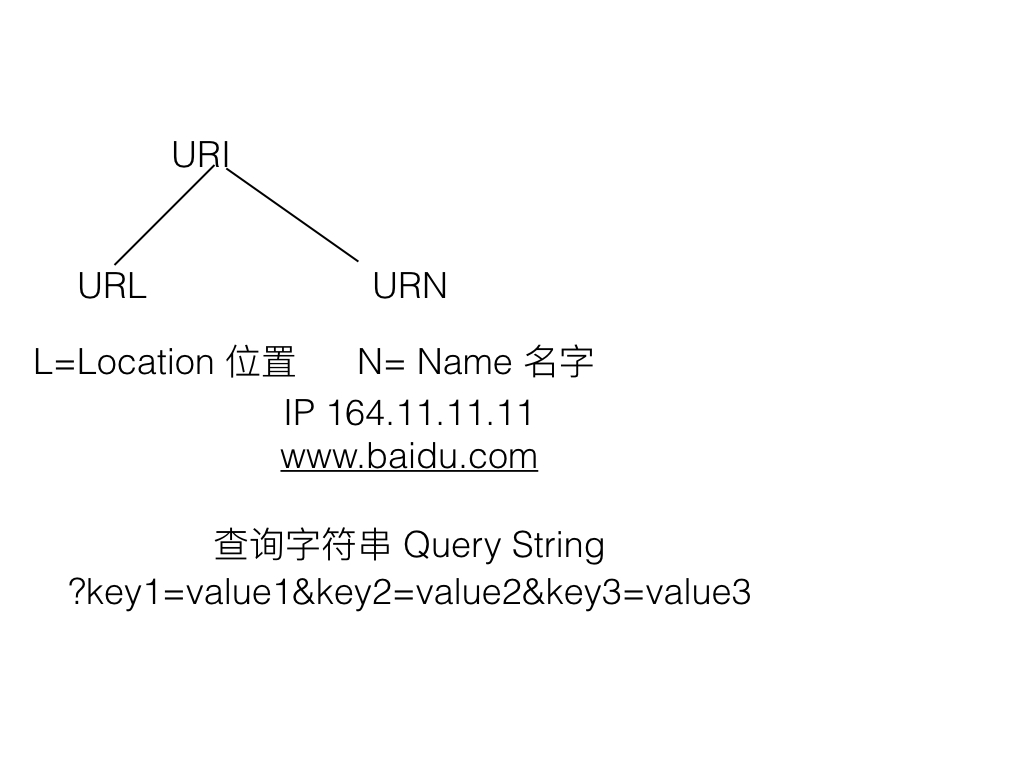 URI
URL URN
L=Location 位置 N= Name 名字
IP 164.11.11.11
www.baidu.com
查询字符串 Query String
?key1=value1&key2=value2&key3=value3